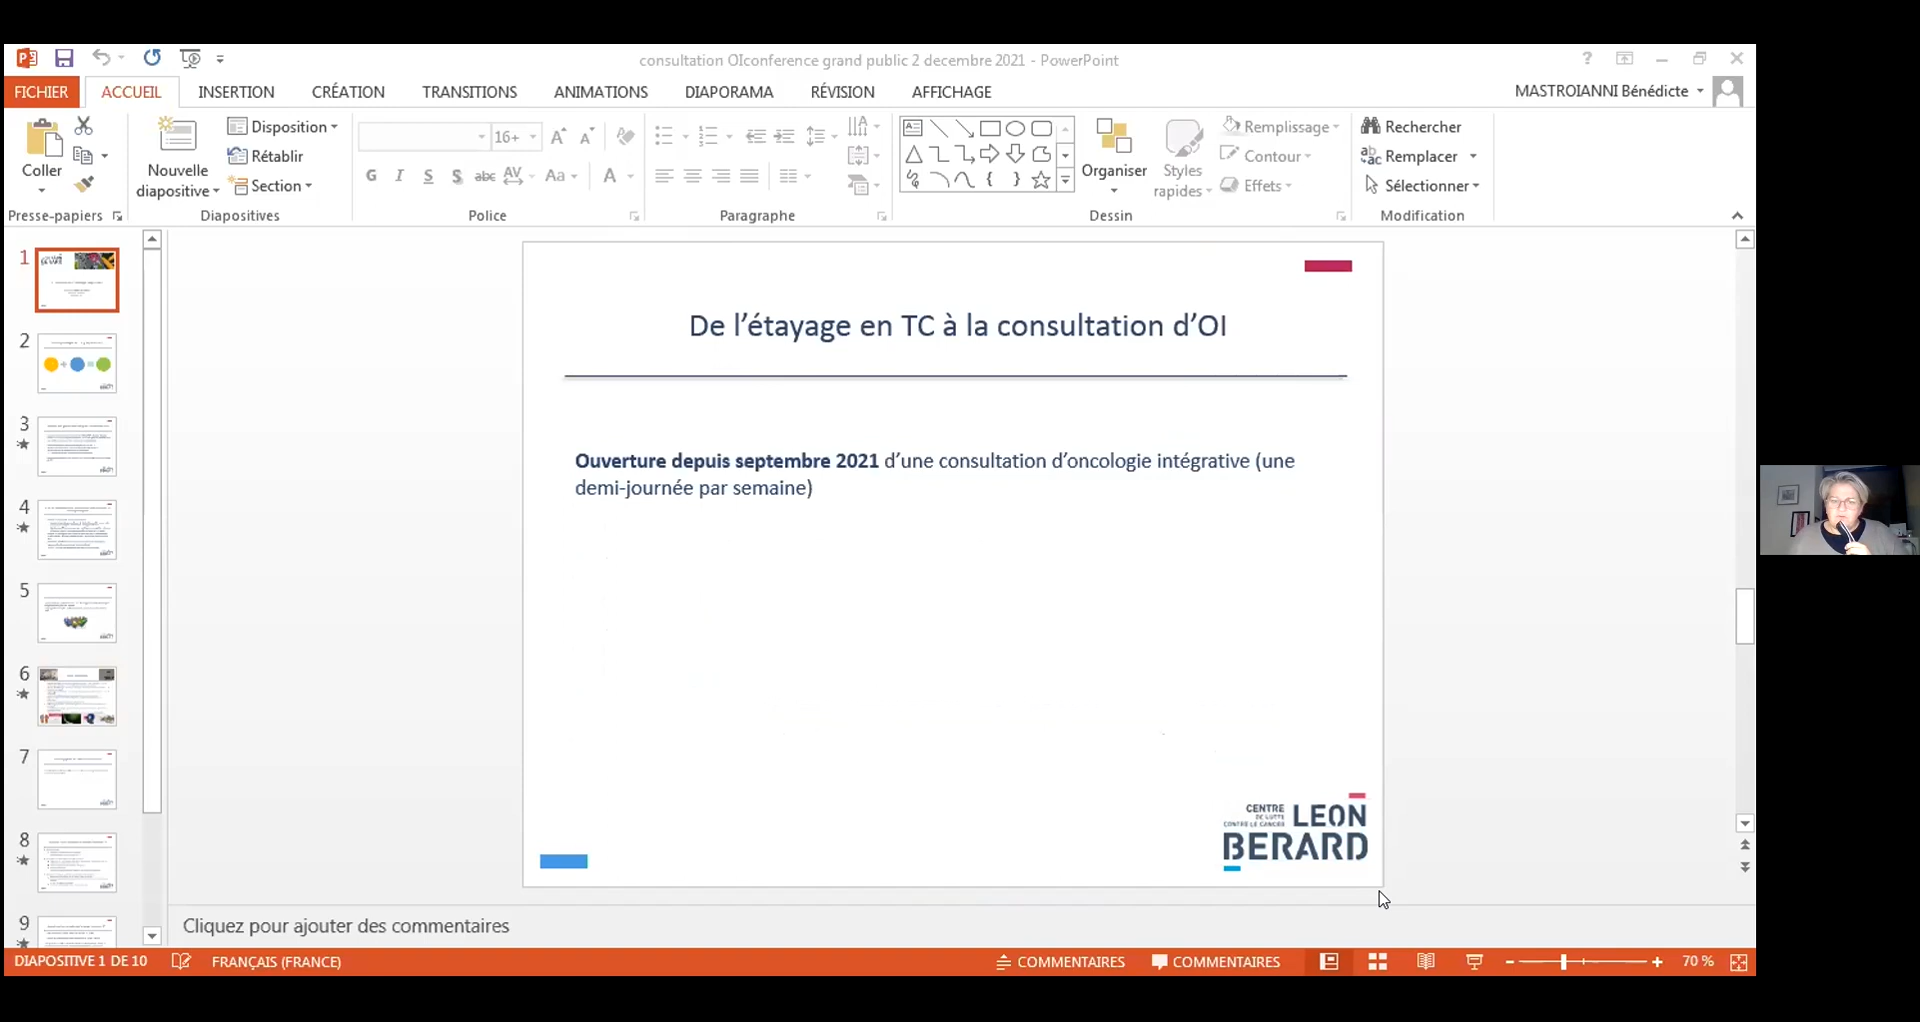 consultation OIconference grand public 2 decembre 2021 - PowerPoint
FICHIER ACCUEIL INSERTION CRÉATION TRANSITIONS ANIMATIONS DIAPORAMA RÉVISION AFFICHAGE MASTROIANNI Bénédicte
Coller
Presse-papiers
Nouvelle
diapositive
Disposition
Rétablir
Section
Diapositives
16+
G I S S abc AV Aa A
Police
Paragraphe
Organiser
Styles
rapides
Remplissage
Contour
Effets
Dessin
Rechercher
Remplacer
Sélectionner
Modification
1
2
3
4
5
6
7
8
9
De l’étayage en TC à la consultation d’OI
Ouverture depuis septembre 2021 d’une consultation d’oncologie intégrative (une
demi-journée par semaine)
CENTRE
DE LUTTE
CONTRE LE CANCER
LEON
BERARD
Cliquez pour ajouter des commentaires
DIAPOSITIVE 1 DE 10 FRANÇAIS (FRANCE) COMMENTAIRES COMMENTAIRES 70 %